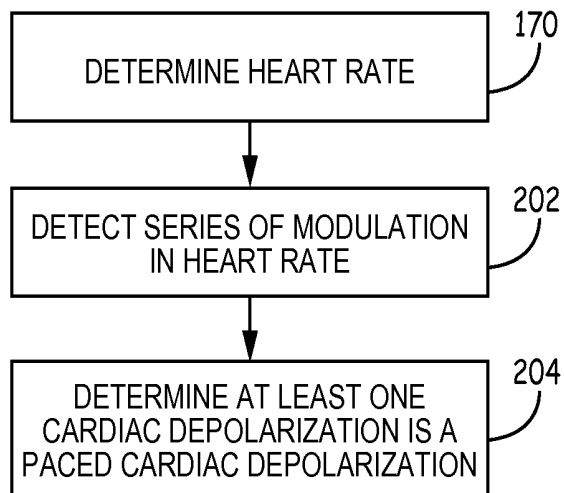 170
DETERMINE HEART RATE
202
DETECT SERIES OF MODULATION
IN HEART RATE
204
DETERMINE AT LEAST ONE
CARDIAC DEPOLARIZATION IS A
PACED CARDIAC DEPOLARIZATION